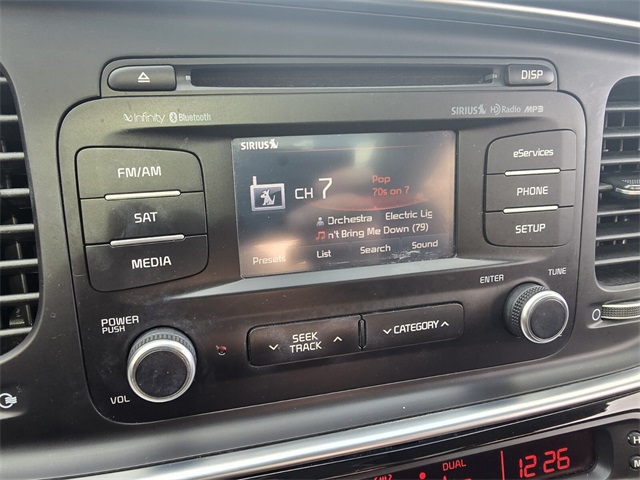 DISP
Infinity Bluetooth
SIRIUS HD Radio MP3
FM/AM
SAT
MEDIA
SIRIUS
CH 7
Pop
70s on 7
Orchestra Electric Lig
n't Bring Me Down (79)
Presets List Search Sound
eServices
PHONE
SETUP
POWER
PUSH
VOL
SEEK
TRACK
CATEGORY
ENTER
TUNE
DUAL
12:26
H
M